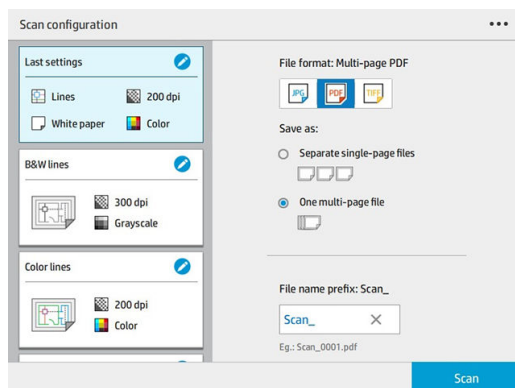 Scan configuration
Last settings
Lines
200 dpi
White paper
Color
B&W lines
300 dpi
Grayscale
Color lines
200 dpi
Color
File format: Multi-page PDF
JPG
PDF
TIFF
Save as:
Separate single-page files
One multi-page file
File name prefix: Scan_
Scan_
Eg.: Scan_0001.pdf
Scan